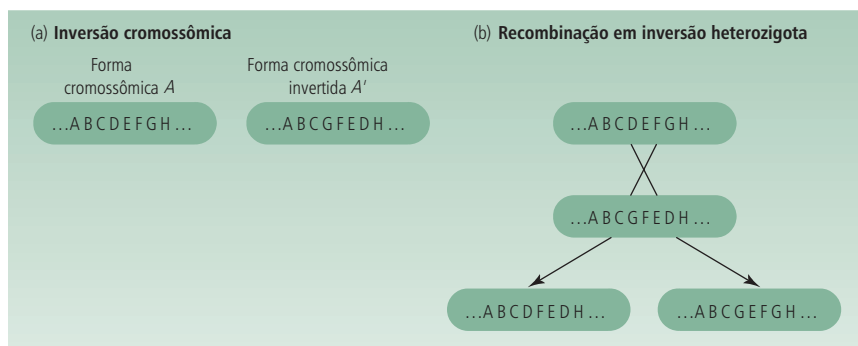 (a) Inversão cromossômica
Forma
cromossômica A
Forma cromossômica
invertida A'
...A B C D E F G H ...
...A B C G F E D H ...
(b) Recombinação em inversão heterozigota
...A B C D E F G H ...
...A B C G F E D H ...
...A B C D F E D H ...
...A B C G E F G H ...